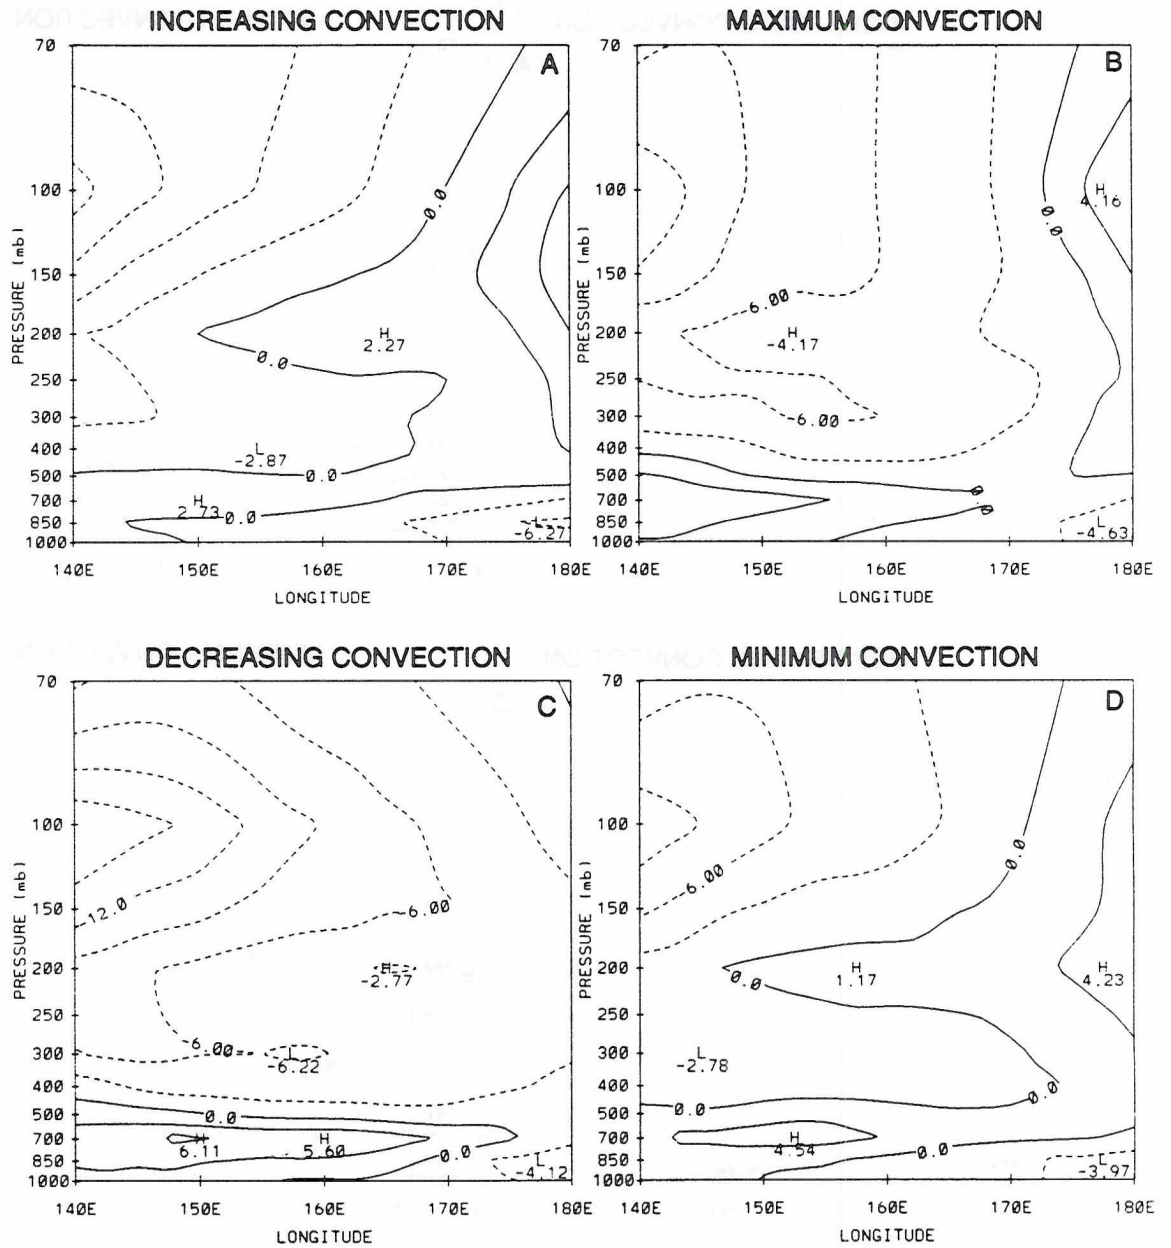 INCREASING CONVECTION
A
70
100
150
200
250
300
400
500
700
850
1000
PRESSURE (mb)
0.0
H
2.27
0.0
L
-2.87
0.0
H
2.73
0.0
L
-6.27
140E 150E 160E 170E 180E
LONGITUDE
MAXIMUM CONVECTION
B
70
100
150
200
250
300
400
500
700
850
1000
PRESSURE (mb)
H
4.16
0.0
6.00
H
-4.17
-6.00
0
0
L
-4.63
140E 150E 160E 170E 180E
LONGITUDE
DECREASING CONVECTION
C
70
100
150
200
250
300
400
500
700
850
1000
PRESSURE (mb)
-12.0
-6.00
H
-2.77
-6.00
L
-6.22
0.0
H
6.11
H
5.60
0.0
L
-4.12
140E 150E 160E 170E 180E
LONGITUDE
MINIMUM CONVECTION
D
70
100
150
200
250
300
400
500
700
850
1000
PRESSURE (mb)
0.0
6.00
H
1.17
H
4.23
0.0
L
-2.78
0.0
0.0
H
4.54
0.0
L
-3.97
140E 150E 160E 170E 180E
LONGITUDE